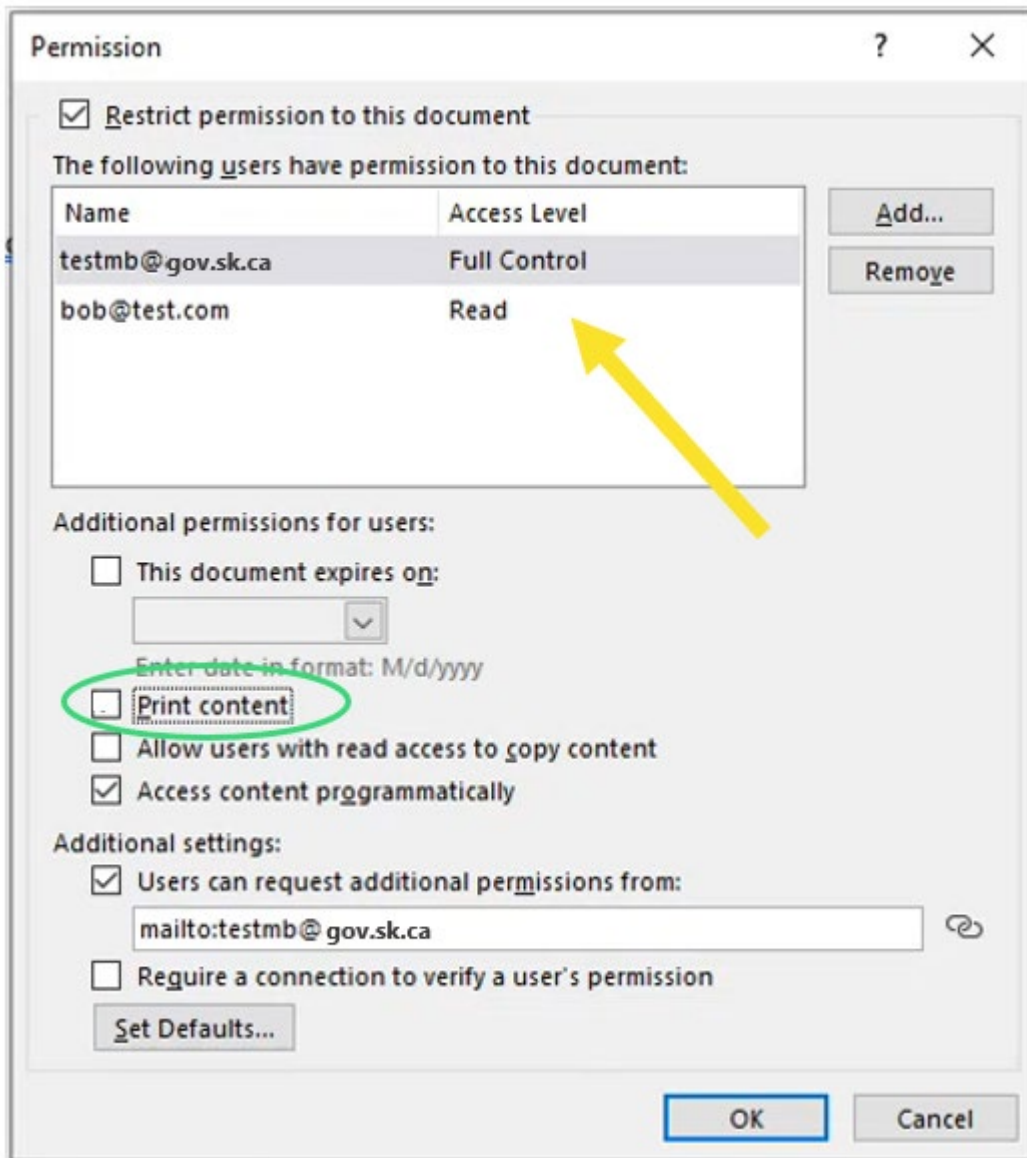 Permission
?
Restrict permission to this document
The following users have permission to this document:
Name Access Level
Add...
testmb@gov.sk.ca Full Control
Remove
bob@test.com Read
Additional permissions for users:
This document expires on:
Enter date in format: M/d/yyyy
Print content
Allow users with read access to copy content
Access content programmatically
Additional settings:
Users can request additional permissions from:
mailto:testmb@gov.sk.ca
Require a connection to verify a user's permission
Set Defaults...
OK Cancel